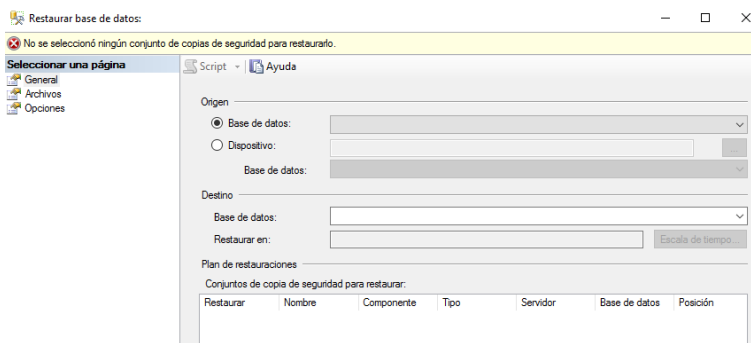 Restaurar base de datos:
No se seleccionó ningún conjunto de copias de seguridad para restaurarlo.
Seleccionar una página
General
Archivos
Opciones
Script
Ayuda
Origen
Base de datos:
Dispositivo:
...
Base de datos:
Destino
Base de datos:
Restaurar en:
Escala de tiempo...
Plan de restauraciones
Conjuntos de copia de seguridad para restaurar:
Restaurar Nombre Componente Tipo Servidor Base de datos Posición